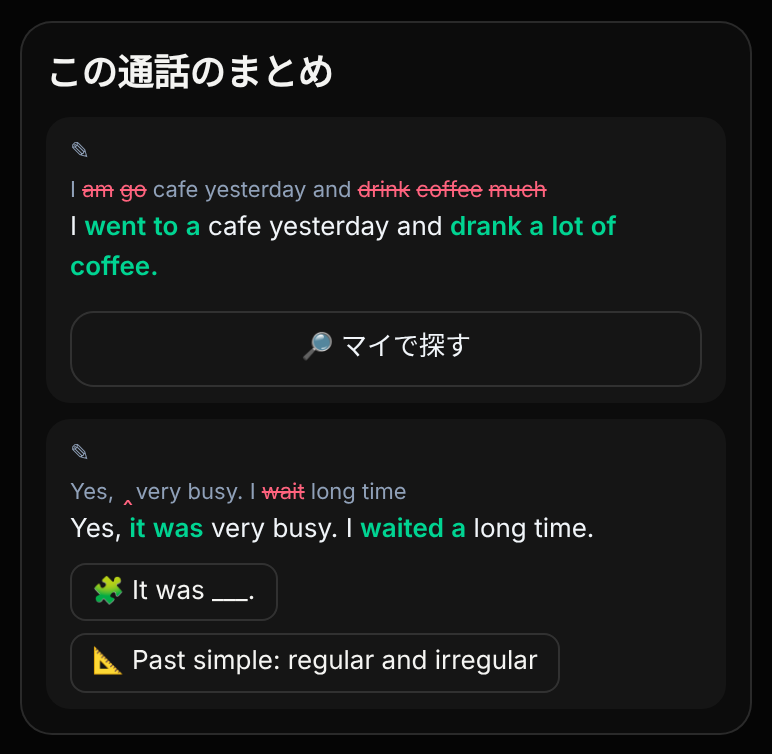 この通話のまとめ
✎
I am go cafe yesterday and drink coffee much
I went to a cafe yesterday and drank a lot of
coffee.
🔎 マイで探す
✎
Yes, ‸very busy. I wait long time
Yes, it was very busy. I waited a long time.
🧩 It was ___.
📐 Past simple: regular and irregular